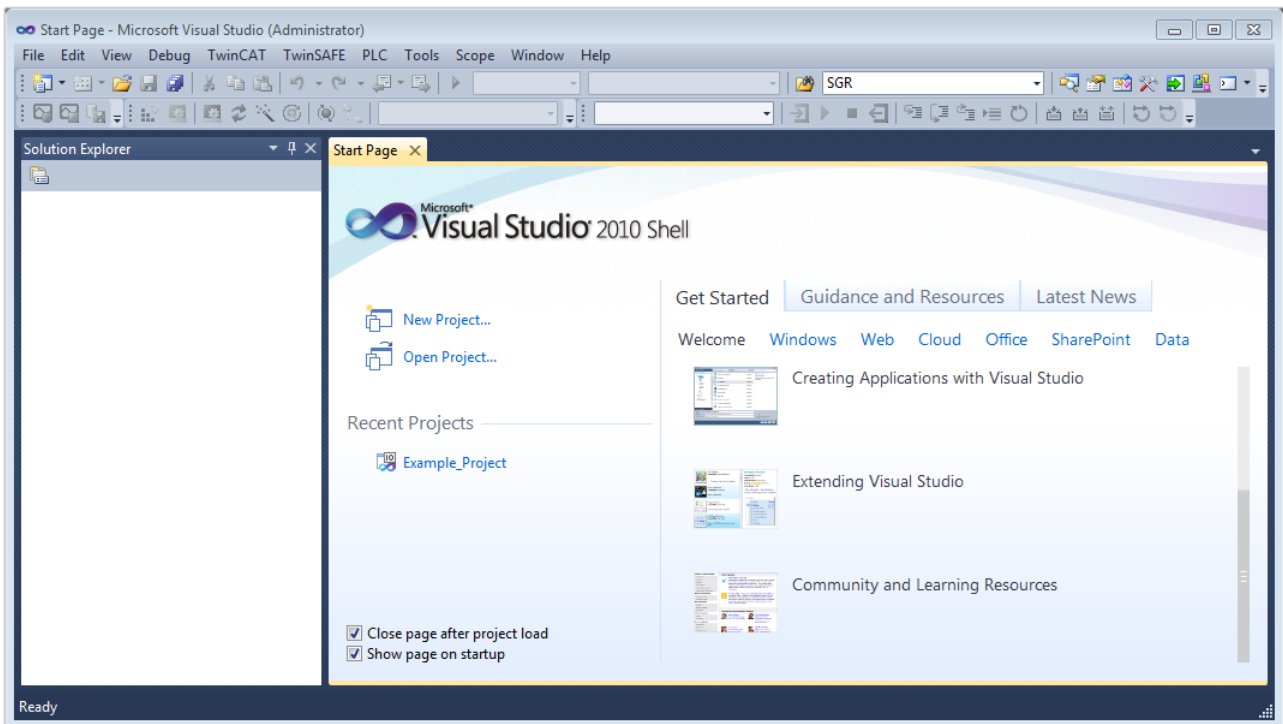 Start Page - Microsoft Visual Studio (Administrator)
File Edit View Debug TwinCAT TwinSAFE PLC Tools Scope Window Help
SGR
Solution Explorer
Start Page
Microsoft®
Visual Studio® 2010 Shell
New Project...
Open Project...
Recent Projects
Example_Project
Close page after project load
Show page on startup
Get Started Guidance and Resources Latest News
Welcome Windows Web Cloud Office SharePoint Data
Creating Applications with Visual Studio
Extending Visual Studio
Community and Learning Resources
Ready